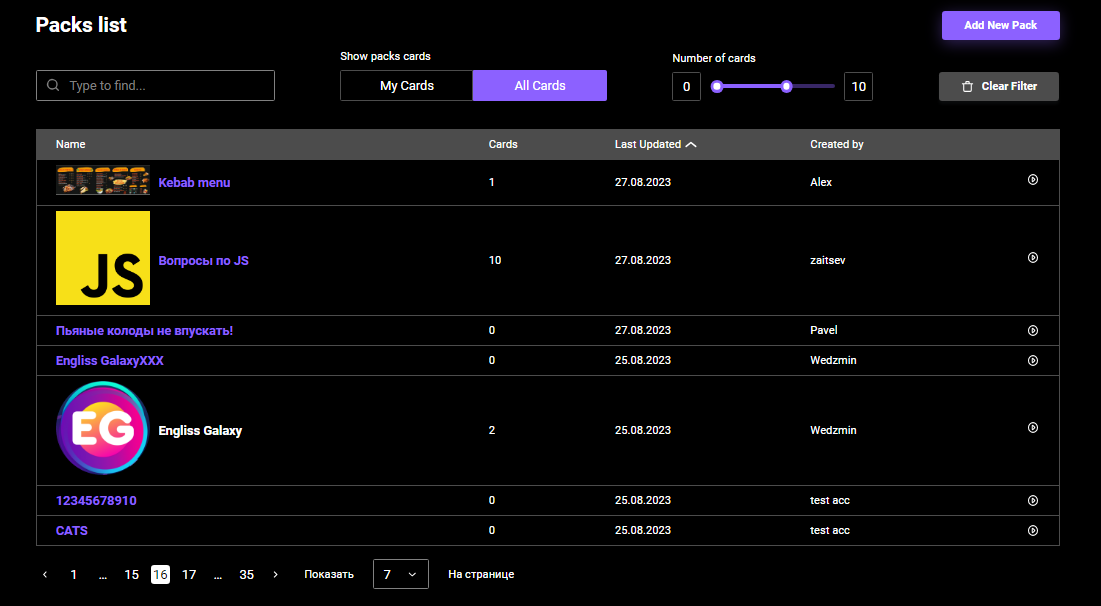 Packs list
Add New Pack
Show packs cards
Number of cards
Type to find...
My Cards
All Cards
0
10
Clear Filter
Name Cards Last Updated Created by
Kebab menu 1 27.08.2023 Alex
JS
Вопросы по JS 10 27.08.2023 zaitsev
Пьяные колоды не впускать! 0 27.08.2023 Pavel
Engliss GalaxyXXX 0 25.08.2023 Wedzmin
EG
Engliss Galaxy 2 25.08.2023 Wedzmin
12345678910 0 25.08.2023 test acc
CATS 0 25.08.2023 test acc
1 ... 15 16 17 ... 35 Показать 7 На странице